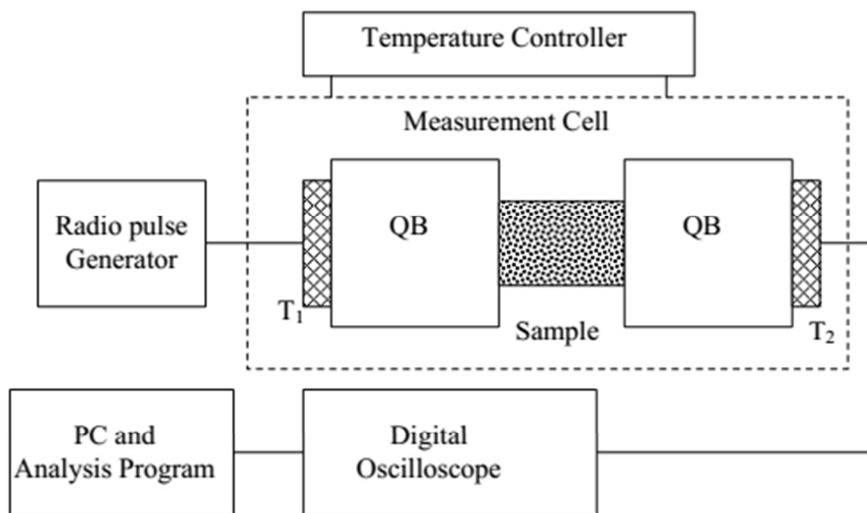 Temperature Controller
Measurement Cell
Radio pulse
Generator
QB
QB
T₁
Sample
T₂
PC and
Analysis Program
Digital
Oscilloscope